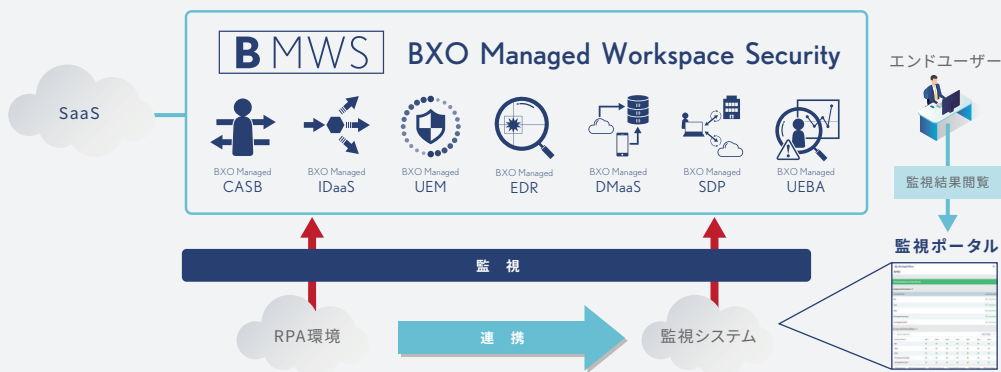 B MWS BXO Managed Workspace Security
SaaS
BXO Managed
CASB
BXO Managed
IDaaS
BXO Managed
UEM
BXO Managed
EDR
BXO Managed
DMaaS
BXO Managed
SDP
BXO Managed
UEBA
エンドユーザー
監視結果閲覧
監視ポータル
監 視
RPA環境
連 携
監視システム